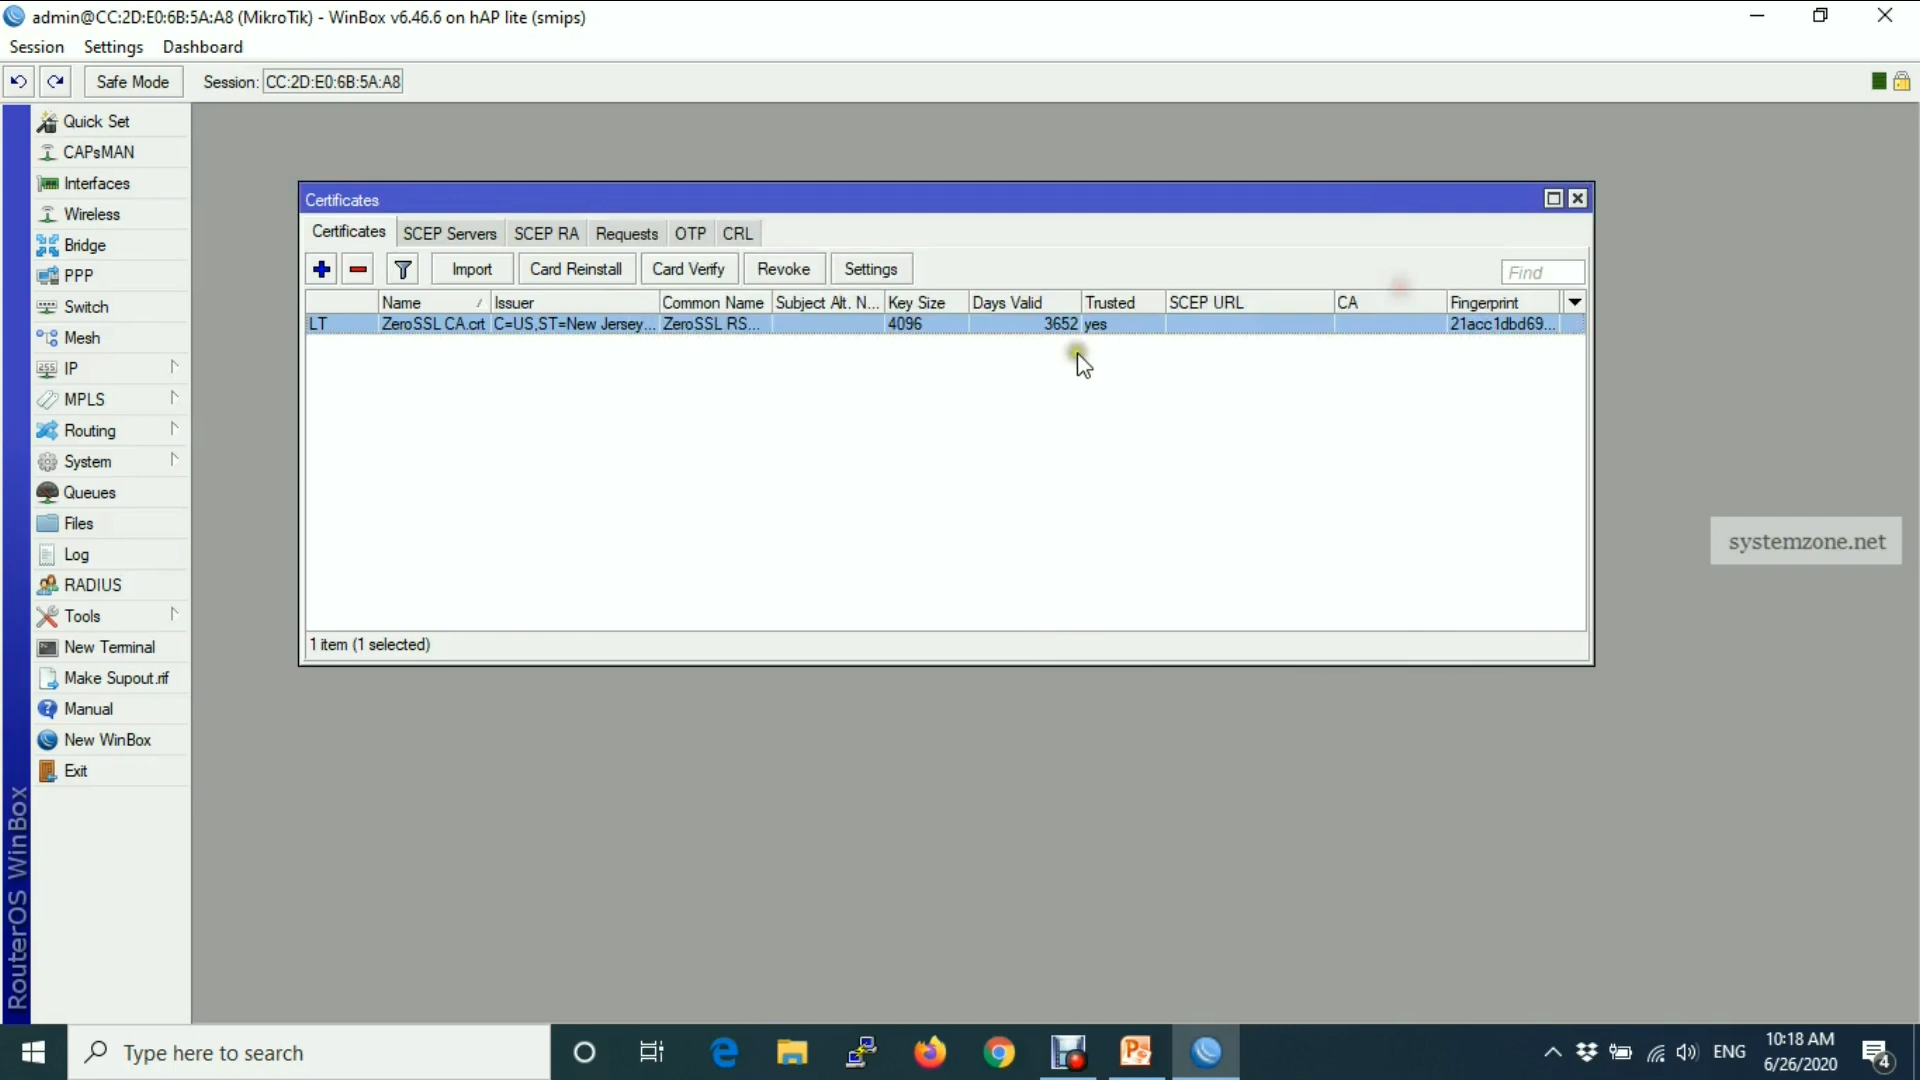 admin@CC:2D:E0:6B:5A:A8 (MikroTik) - WinBox v6.46.6 on hAP lite (smips)
Session Settings Dashboard
Safe Mode Session: CC:2D:E0:6B:5A:A8
Quick Set
CAPsMAN
Interfaces
Wireless
Bridge
PPP
Switch
Mesh
IP
MPLS
Routing
System
Queues
Files
Log
RADIUS
Tools
New Terminal
Make Supout.rif
Manual
New WinBox
Exit
RouterOS WinBox
Certificates
Certificates SCEP Servers SCEP RA Requests OTP CRL
Import Card Reinstall Card Verify Revoke Settings Find
Name Issuer Common Name Subject Alt. N... Key Size Days Valid Trusted SCEP URL CA Fingerprint
LT ZeroSSL CA.crt C=US,ST=New Jersey... ZeroSSL RS... 4096 3652 yes 21acc1dbd69...
1 item (1 selected)
systemzone.net
Type here to search
ENG
10:18 AM
6/26/2020
4